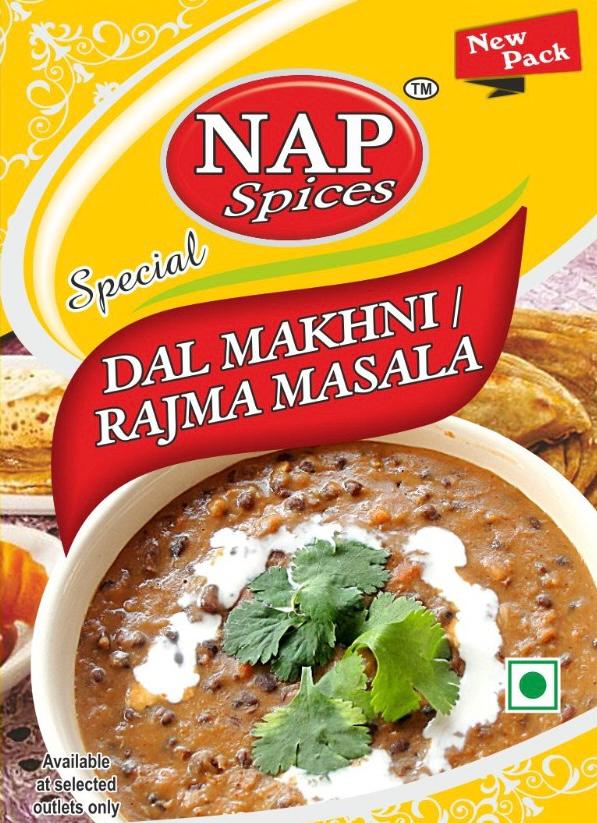 New
Pack
TM
NAP
Spices
Special
DAL MAKHNI /
RAJMA MASALA
Available
at selected
outlets only